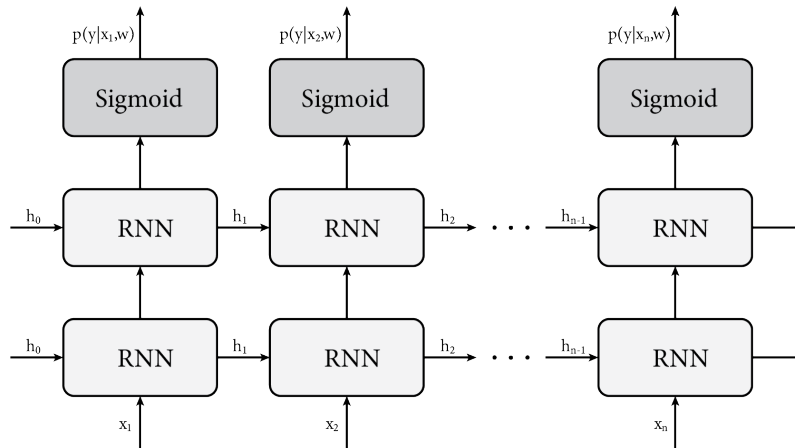 p(y|x₁,w) p(y|x₂,w) p(y|xₙ,w)
Sigmoid Sigmoid Sigmoid
h₀ RNN h₁ RNN h₂ . . . hₙ₋₁ RNN
h₀ RNN h₁ RNN h₂ . . . hₙ₋₁ RNN
x₁ x₂ xₙ